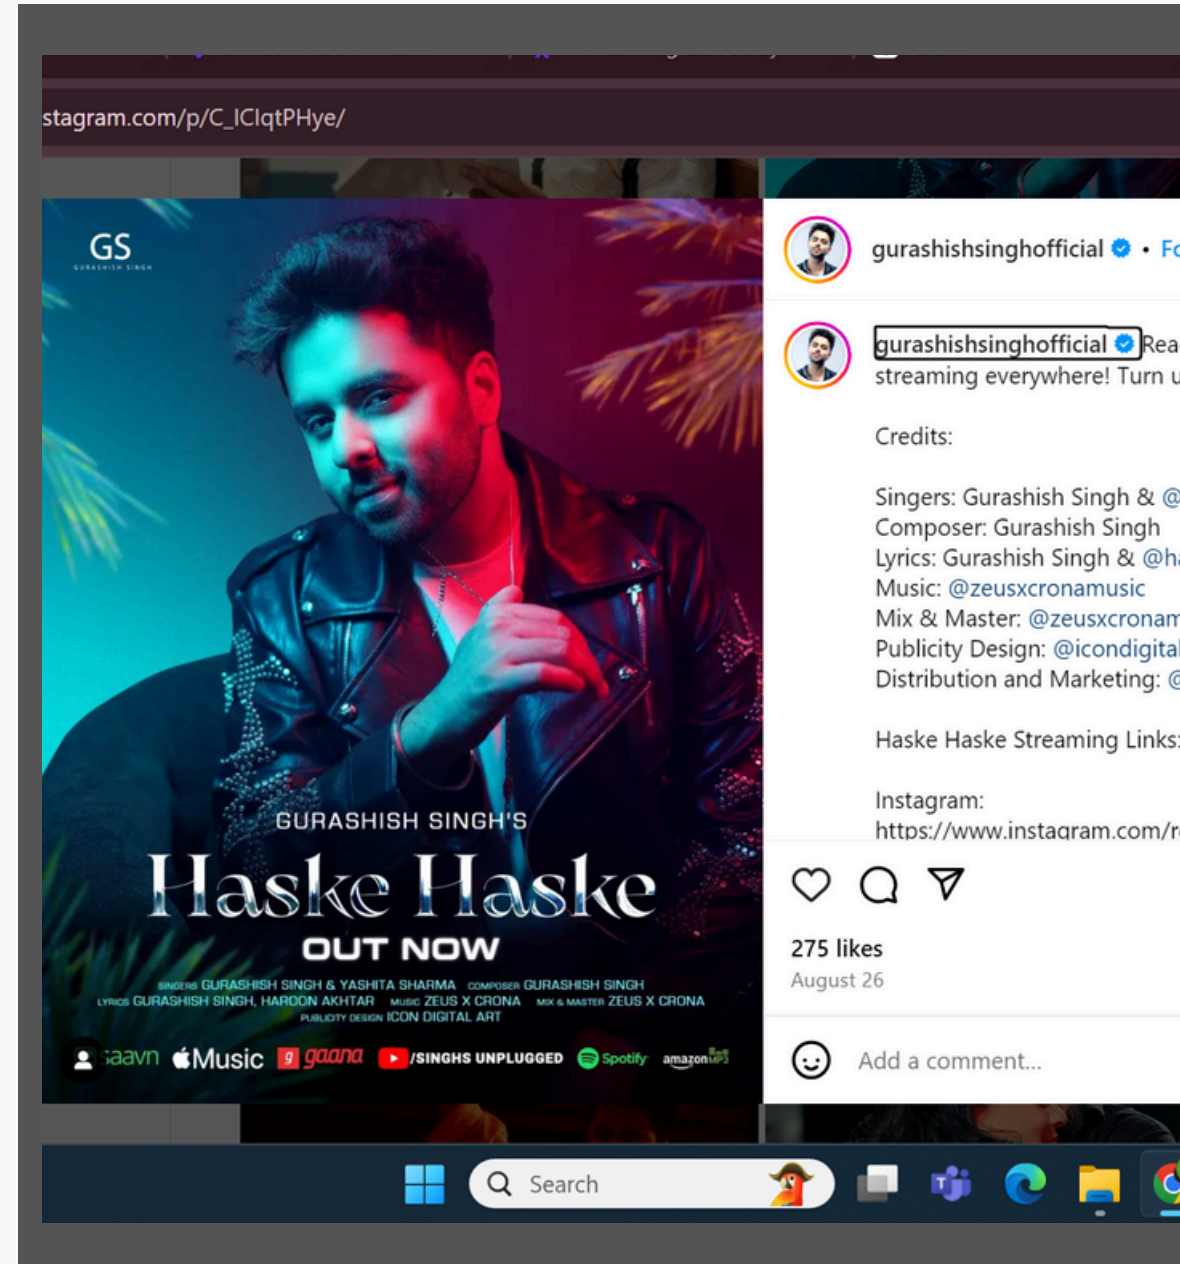 stagram.com/p/C_ICIqtPHye/
GS
GURASHISH SINGH
GURASHISH SINGH'S
Haske Haske
OUT NOW
SINGERS GURASHISH SINGH & YASHITA SHARMA COMPOSER GURASHISH SINGH
LYRICS GURASHISH SINGH, HAROON AKHTAR MUSIC ZEUS X CRONA MIX & MASTER ZEUS X CRONA
PUBLICITY DESIGN ICON DIGITAL ART
saavn Music g gaana /SINGHS UNPLUGGED Spotify amazon MP3
gurashishsinghofficial • Fo
gurashishsinghofficial Rea
streaming everywhere! Turn u
Credits:
Singers: Gurashish Singh & @
Composer: Gurashish Singh
Lyrics: Gurashish Singh & @ha
Music: @zeusxcronamusic
Mix & Master: @zeusxcronam
Publicity Design: @icondigital
Distribution and Marketing: @
Haske Haske Streaming Links:
Instagram:
https://www.instagram.com/re
275 likes
August 26
Add a comment...
Search